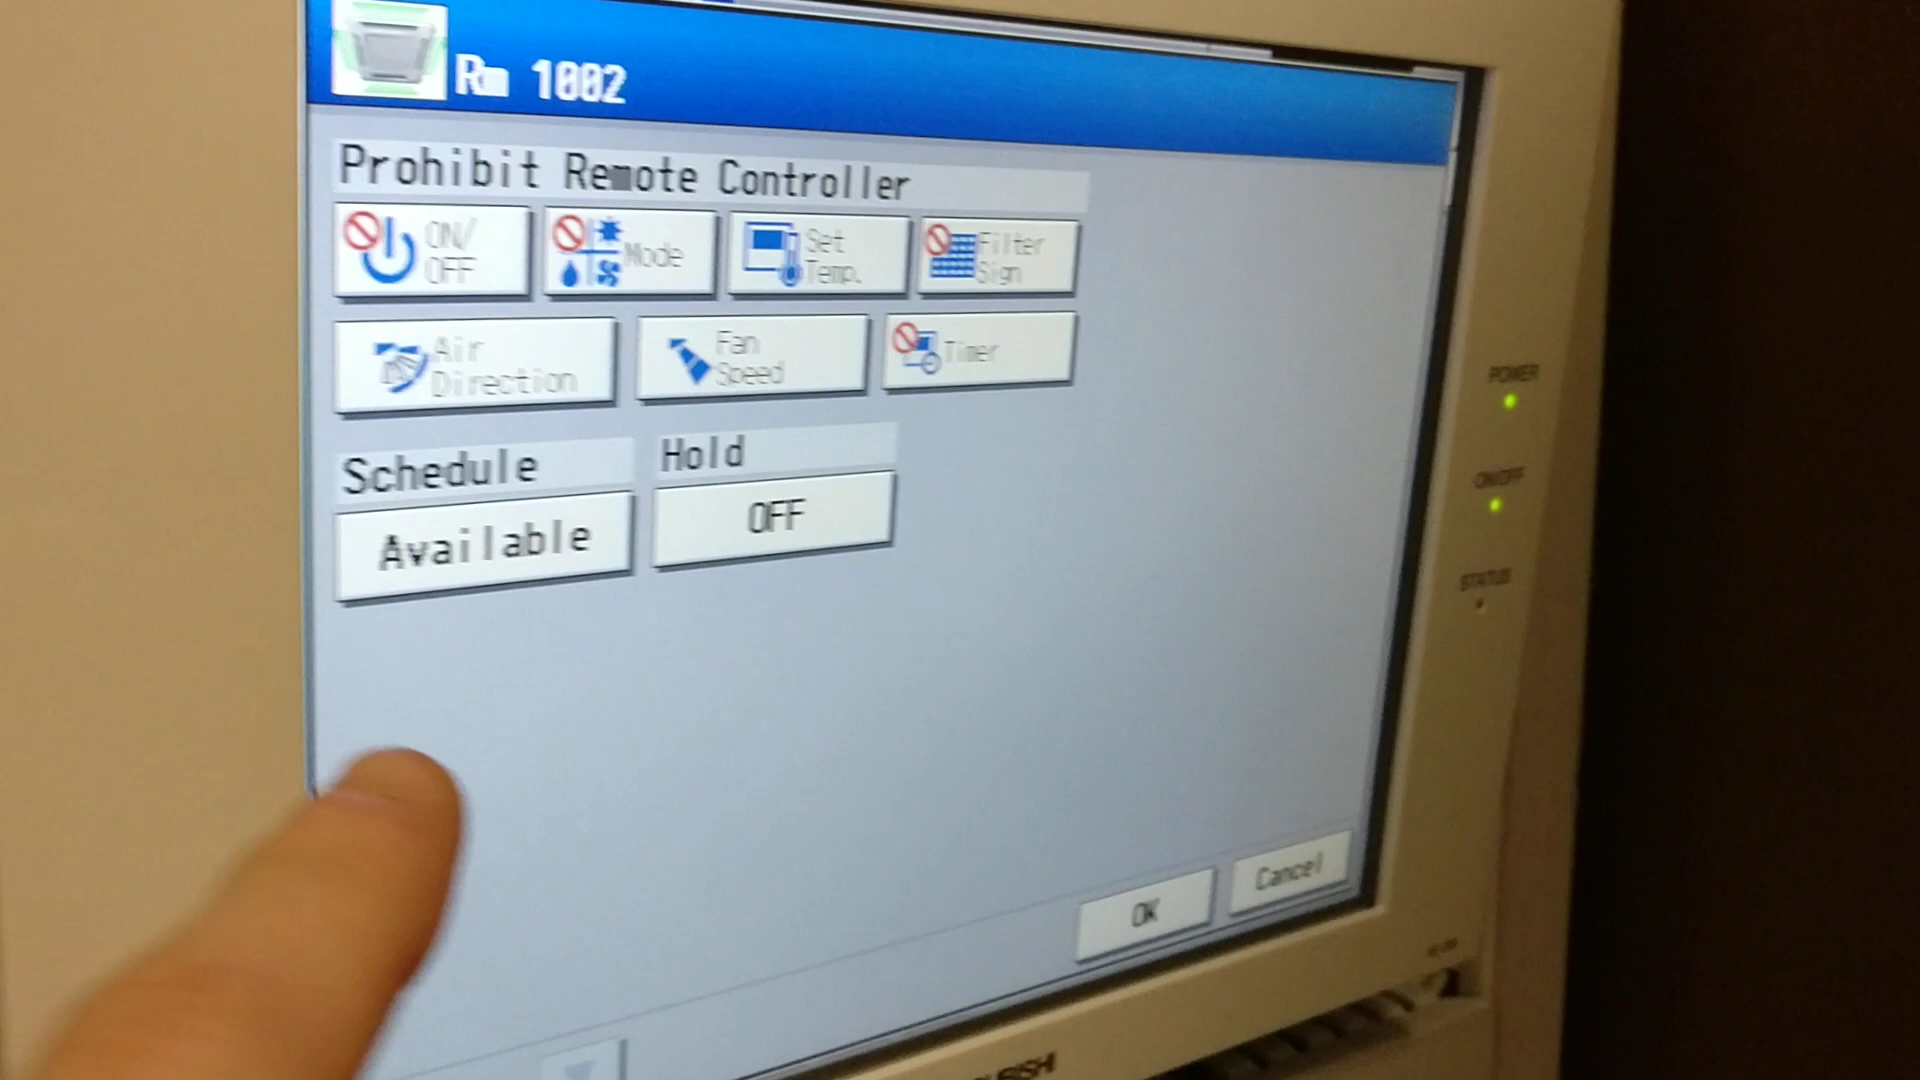 Rm 1002
Prohibit Remote Controller
ON/
OFF
Mode
Set
Temp.
Filter
Sign
Air
Direction
Fan
Speed
Timer
Schedule
Hold
Available
OFF
OK
Cancel
POWER
ON/OFF
STATUS